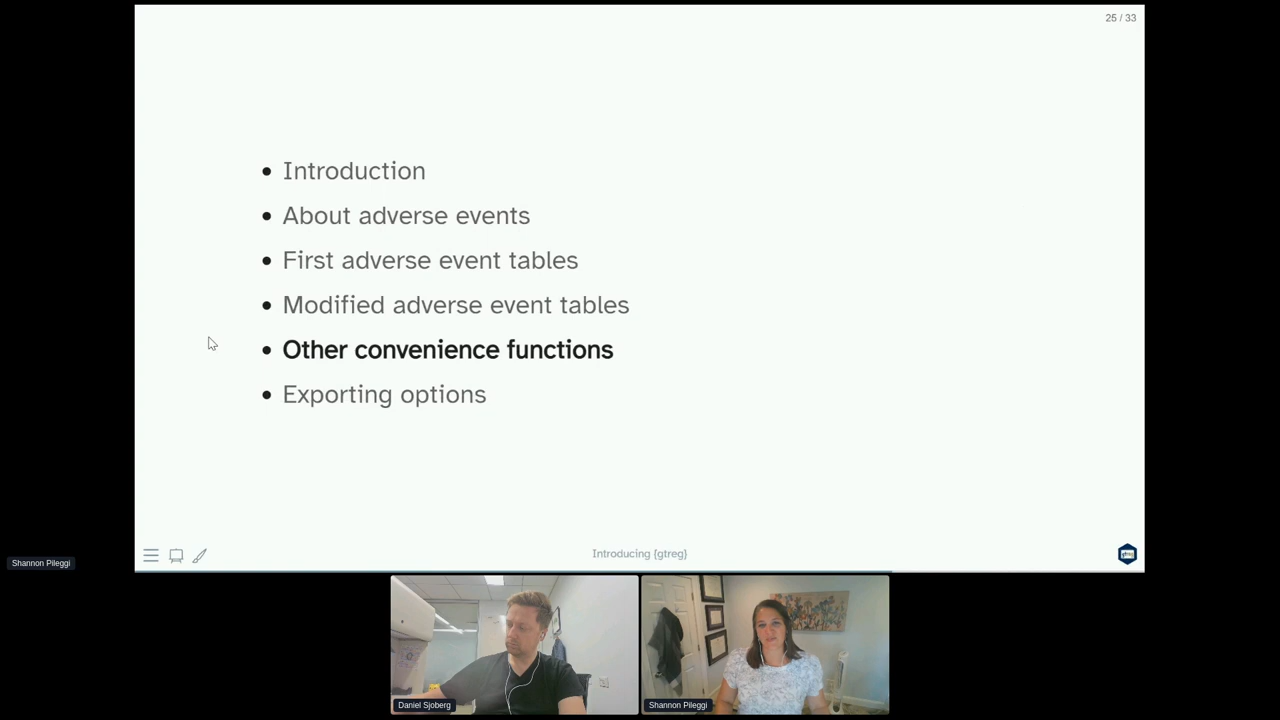 25 / 33
Introduction
About adverse events
First adverse event tables
Modified adverse event tables
Other convenience functions
Exporting options
Introducing {gtreg}
Shannon Pileggi
Daniel Sjoberg
Shannon Pileggi